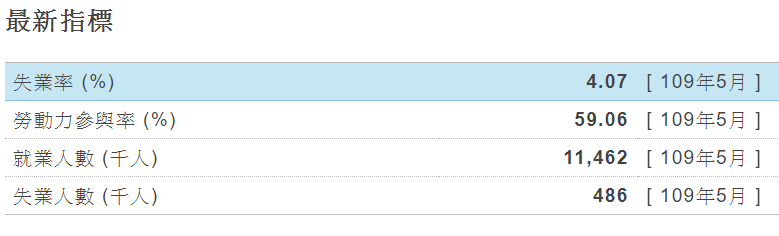 最新指標
失業率 (%) 4.07 [ 109年5月 ]
勞動力參與率 (%) 59.06 [ 109年5月 ]
就業人數 (千人) 11,462 [ 109年5月 ]
失業人數 (千人) 486 [ 109年5月 ]